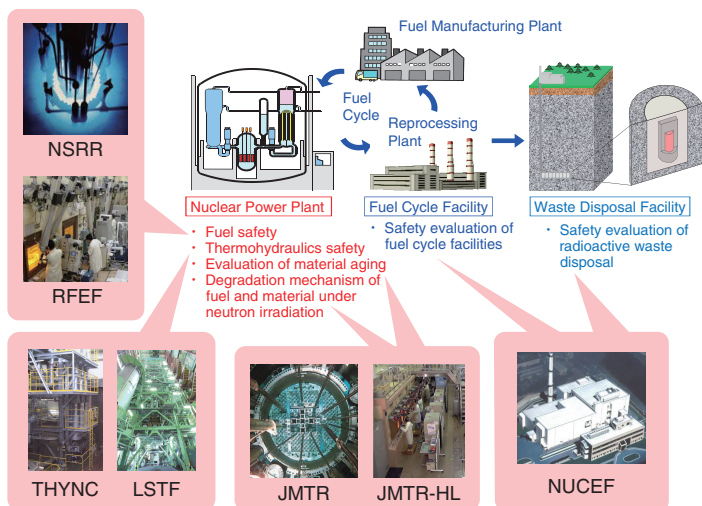 Fuel Manufacturing Plant
Fuel
Cycle
Reprocessing
Plant
NSRR
RFEF
Nuclear Power Plant
・ Fuel safety
・ Thermohydraulics safety
・ Evaluation of material aging
・ Degradation mechanism of
fuel and material under
neutron irradiation
Fuel Cycle Facility
・ Safety evaluation of
fuel cycle facilities
Waste Disposal Facility
・ Safety evaluation of
radioactive waste
disposal
THYNC
LSTF
JMTR
JMTR-HL
NUCEF